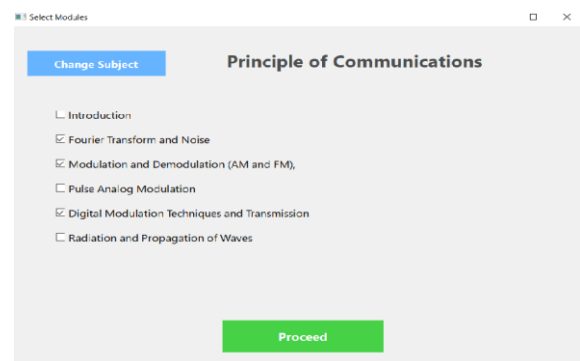 Select Modules
Change Subject
Principle of Communications
Introduction
Fourier Transform and Noise
Modulation and Demodulation (AM and FM),
Pulse Analog Modulation
Digital Modulation Techniques and Transmission
Radiation and Propagation of Waves
Proceed